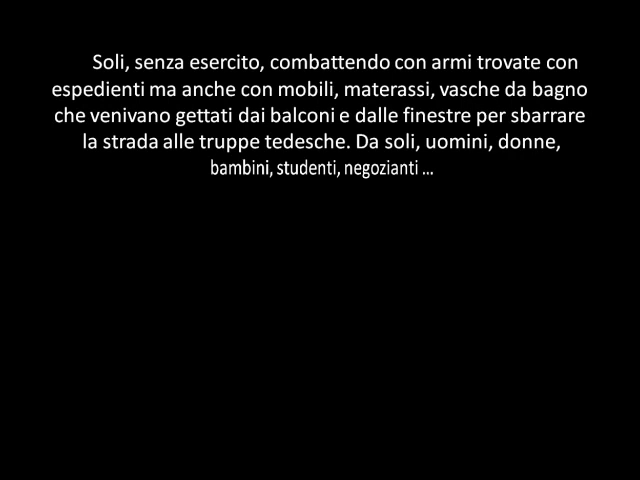 Soli, senza esercito, combattendo con armi trovate con
espedienti ma anche con mobili, materassi, vasche da bagno
che venivano gettati dai balconi e dalle finestre per sbarrare
la strada alle truppe tedesche. Da soli, uomini, donne,
bambini, studenti, negozianti ...